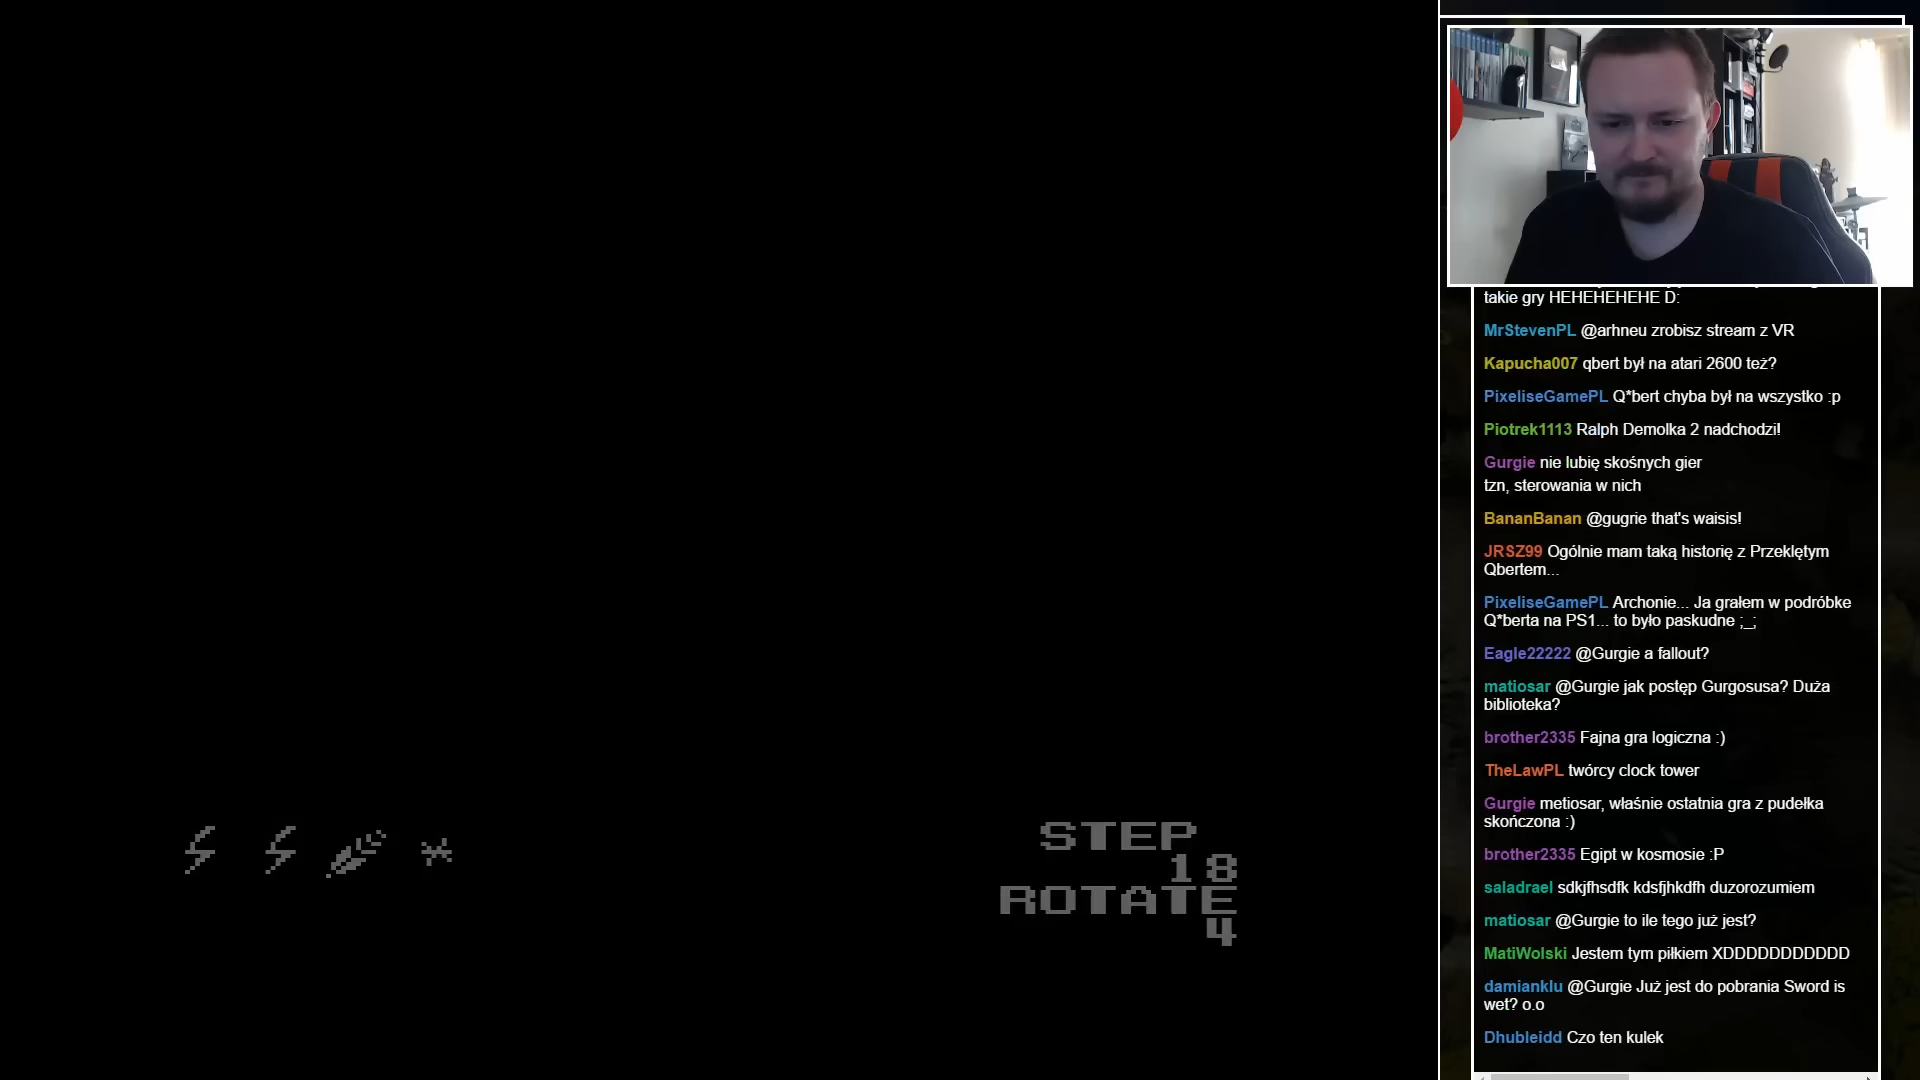 takie gry HEHEHEHEHE D:
MrStevenPL @arhneu zrobisz stream z VR
Kapucha007 qbert był na atari 2600 też?
PixeliseGamePL Q*bert chyba był na wszystko :p
Piotrek1113 Ralph Demolka 2 nadchodzi!
Gurgie nie lubię skośnych gier
tzn, sterowania w nich
BananBanan @gugrie that's waisis!
JRSZ99 Ogólnie mam taką historię z Przeklętym
Qbertem...
PixeliseGamePL Archonie... Ja grałem w podróbke
Q*berta na PS1... to było paskudne ;_;
Eagle22222 @Gurgie a fallout?
matiosar @Gurgie jak postęp Gurgosusa? Duża
biblioteka?
brother2335 Fajna gra logiczna :)
TheLawPL twórcy clock tower
Gurgie metiosar, właśnie ostatnia gra z pudełka
skończona :)
brother2335 Egipt w kosmosie :P
saladrael sdkjfhsdfk kdsfjhkdfh duzorozumiem
matiosar @Gurgie to ile tego już jest?
MatiWolski Jestem tym piłkiem XDDDDDDDDDDD
damianklu @Gurgie Już jest do pobrania Sword is
wet? o.o
Dhubleidd Czo ten kulek
STEP
18
ROTATE
4